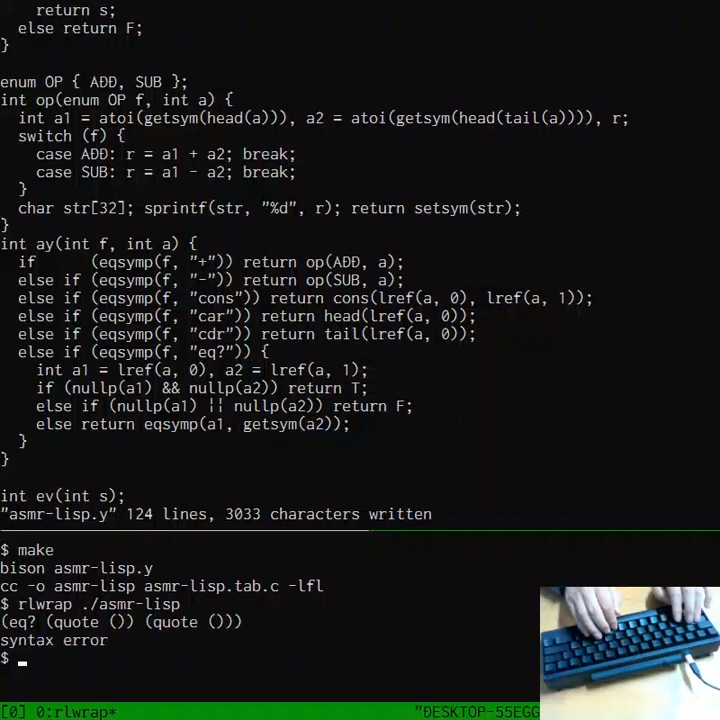 return s;
  else return F;
}

enum OP { ADD, SUB };
int op(enum OP f, int a) {
  int a1 = atoi(getsym(head(a))), a2 = atoi(getsym(head(tail(a)))), r;
  switch (f) {
    case ADD: r = a1 + a2; break;
    case SUB: r = a1 - a2; break;
  }
  char str[32]; sprintf(str, "%d", r); return setsym(str);
}
int ay(int f, int a) {
  if      (eqsymp(f, "+")) return op(ADD, a);
  else if (eqsymp(f, "-")) return op(SUB, a);
  else if (eqsymp(f, "cons")) return cons(lref(a, 0), lref(a, 1));
  else if (eqsymp(f, "car")) return head(lref(a, 0));
  else if (eqsymp(f, "cdr")) return tail(lref(a, 0));
  else if (eqsymp(f, "eq?")) {
    int a1 = lref(a, 0), a2 = lref(a, 1);
    if (nullp(a1) && nullp(a2)) return T;
    else if (nullp(a1) || nullp(a2)) return F;
    else return eqsymp(a1, getsym(a2));
  }
}

int ev(int s);
"asmr-lisp.y" 124 lines, 3033 characters written
$ make
bison asmr-lisp.y
cc -o asmr-lisp asmr-lisp.tab.c -lfl
$ rlwrap ./asmr-lisp
(eq? (quote ()) (quote ()))
syntax error
$
[0] 0:rlwrap* "DESKTOP-55EGG